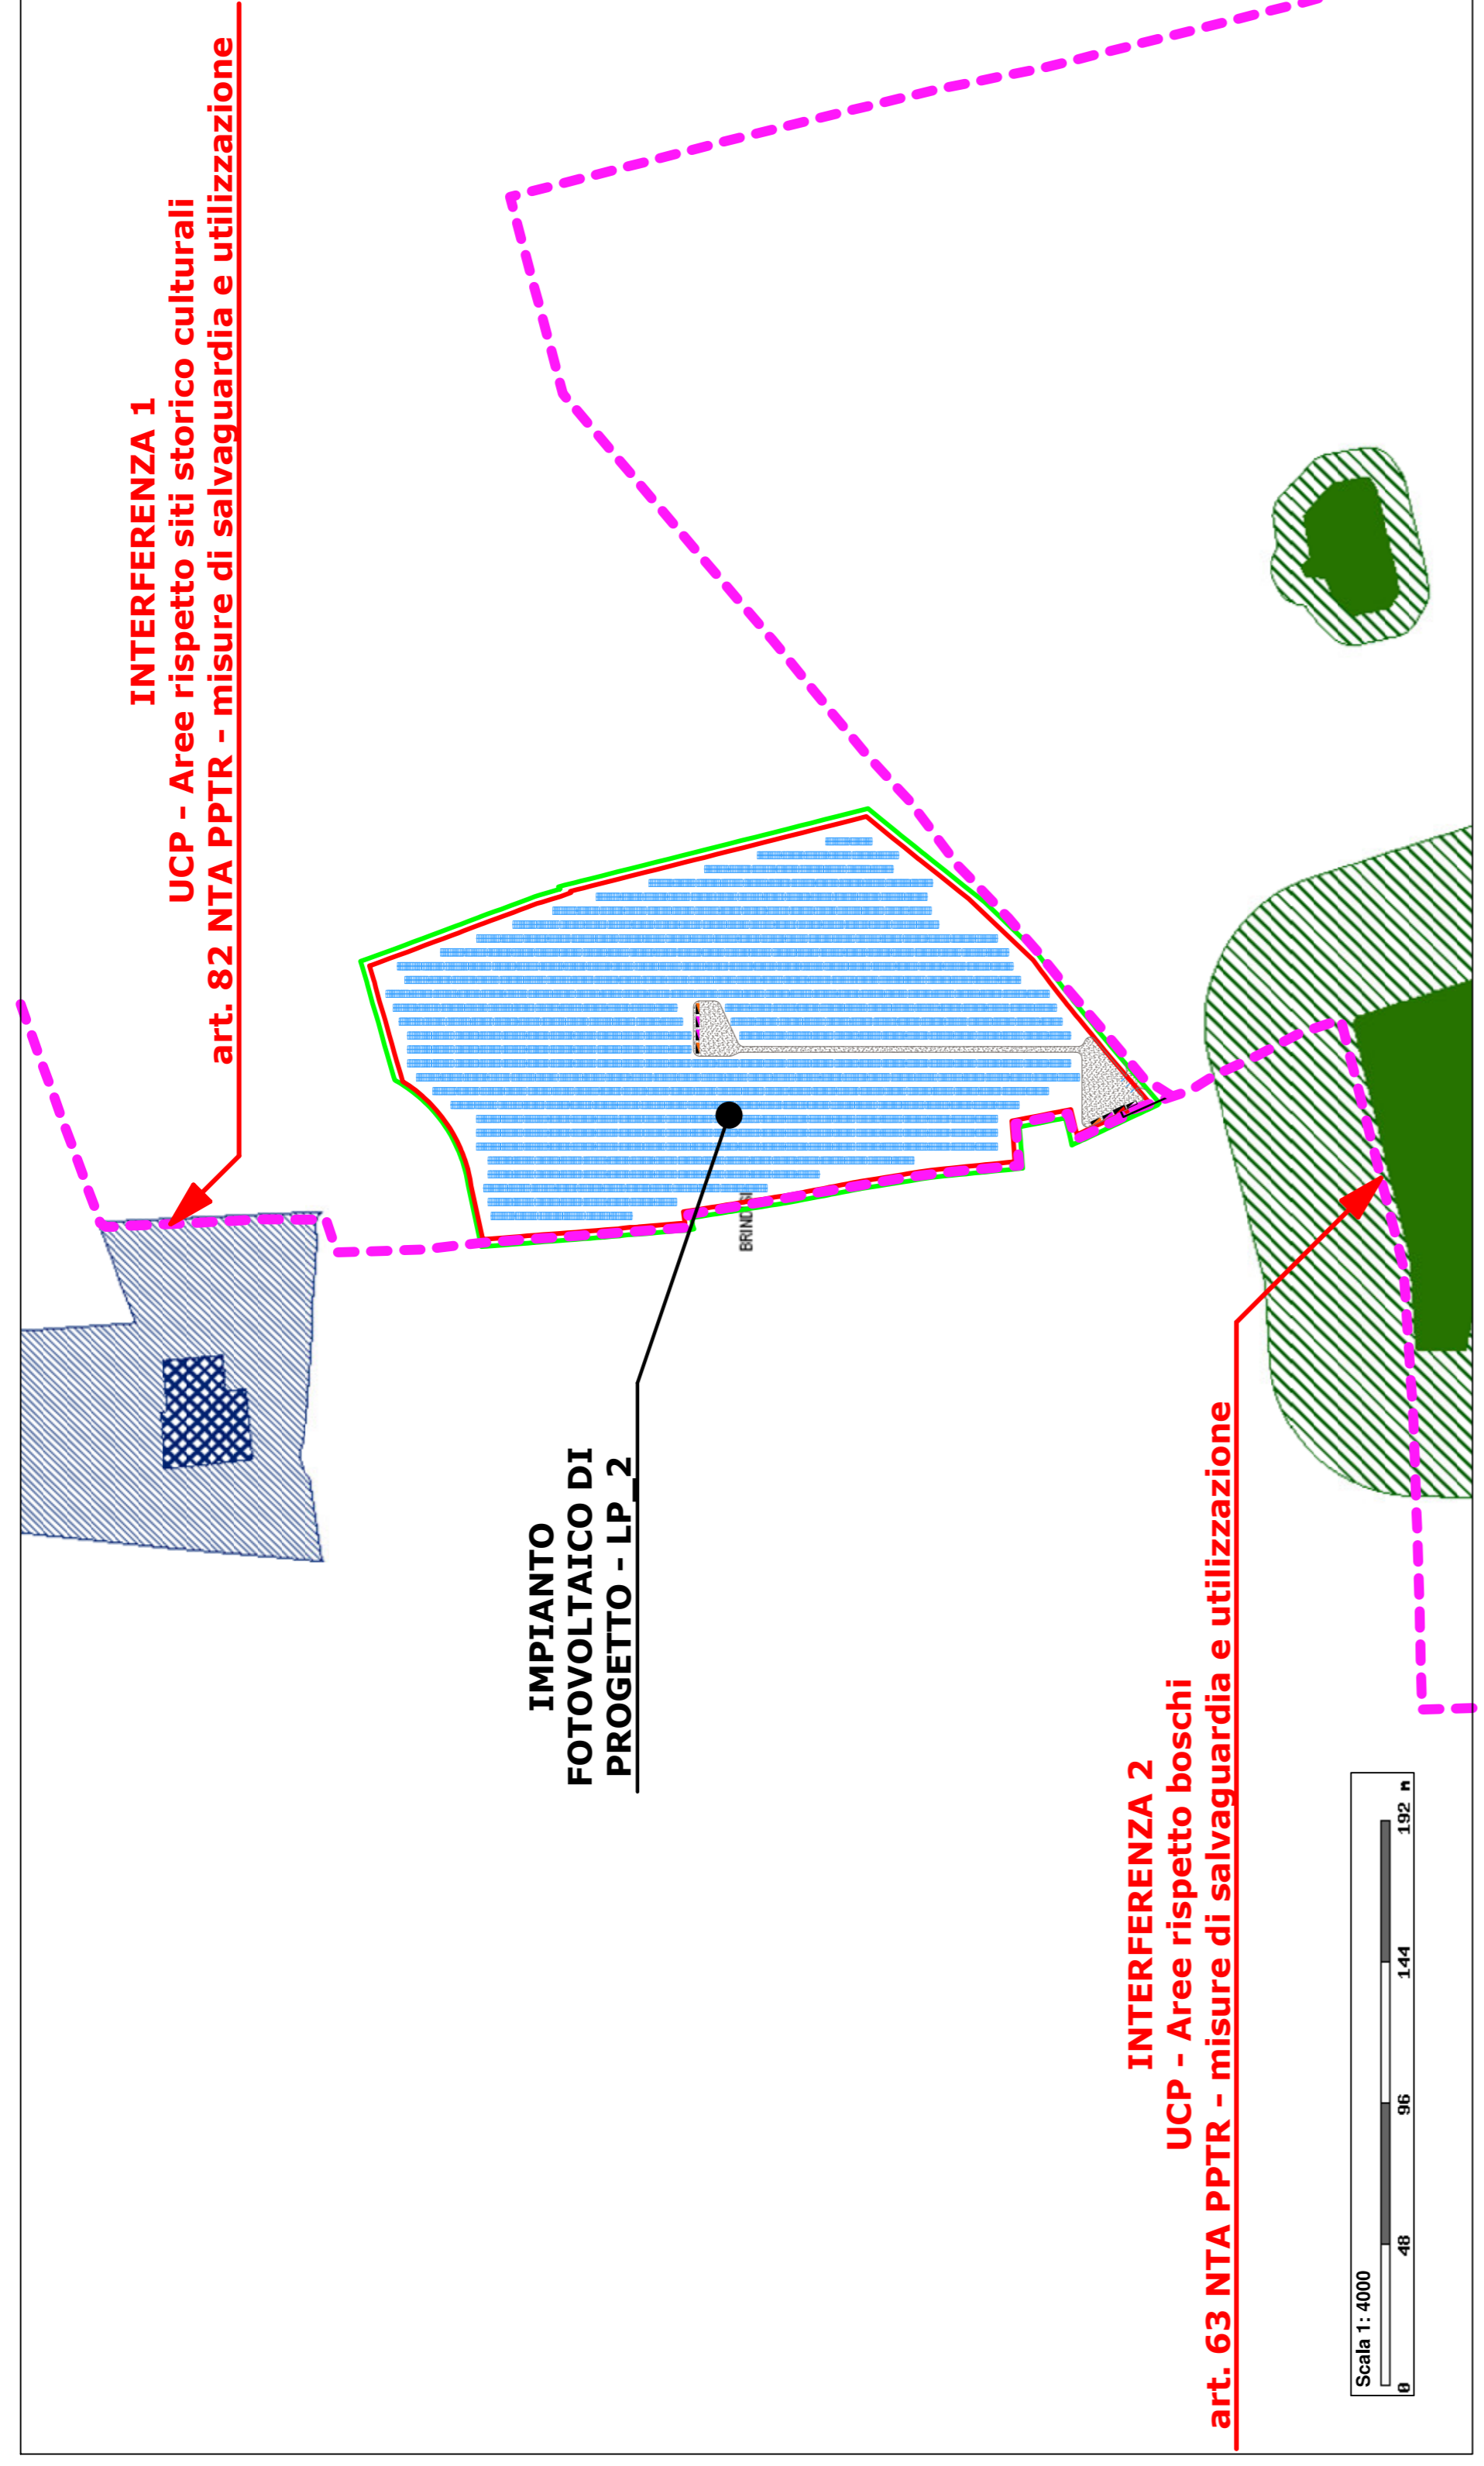 INTERFERENZA 1
UCP - Aree rispetto siti storico culturali
art. 82 NTA PPTR - misure di salvaguardia e utilizzazione
IMPIANTO
FOTOVOLTAICO DI
PROGETTO - LP_2
BRINDISI
INTERFERENZA 2
UCP - Aree rispetto boschi
art. 63 NTA PPTR - misure di salvaguardia e utilizzazione
Scala 1: 4000
0 48 96 144 192 m